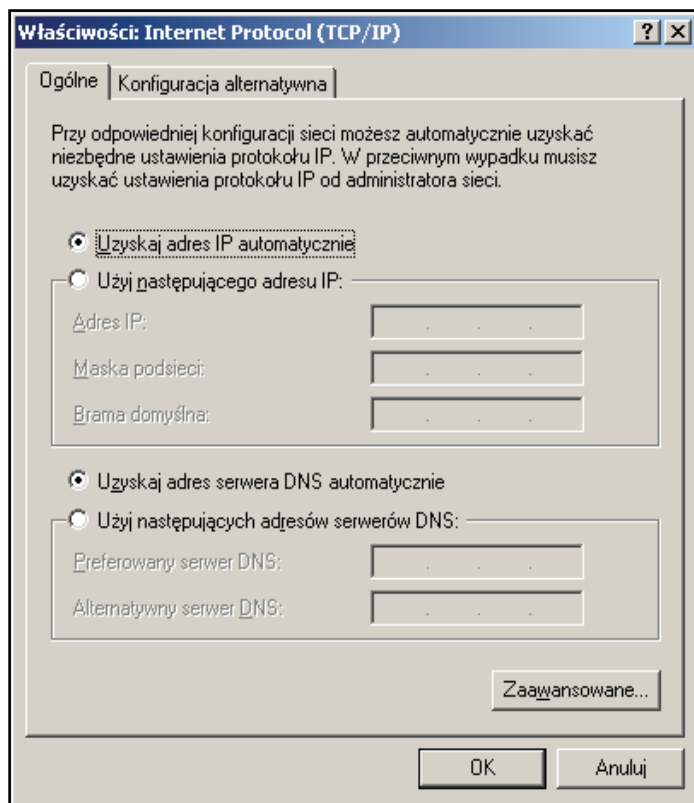 Właściwości: Internet Protocol (TCP/IP)
Ogólne
Konfiguracja alternatywna
Przy odpowiedniej konfiguracji sieci możesz automatycznie uzyskać
niezbędne ustawienia protokołu IP. W przeciwnym wypadku musisz
uzyskać ustawienia protokołu IP od administratora sieci.
Uzyskaj adres IP automatycznie
Użyj następującego adresu IP:
Adres IP:
Maska podsieci:
Brama domyślna:
Uzyskaj adres serwera DNS automatycznie
Użyj następujących adresów serwerów DNS:
Preferowany serwer DNS:
Alternatywny serwer DNS:
Zaawansowane...
OK
Anuluj